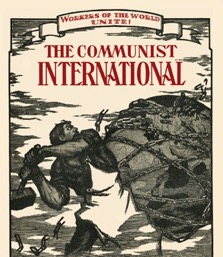 WORKERS OF THE WORLD
UNITE!
THE COMMUNIST
INTERNATIONAL